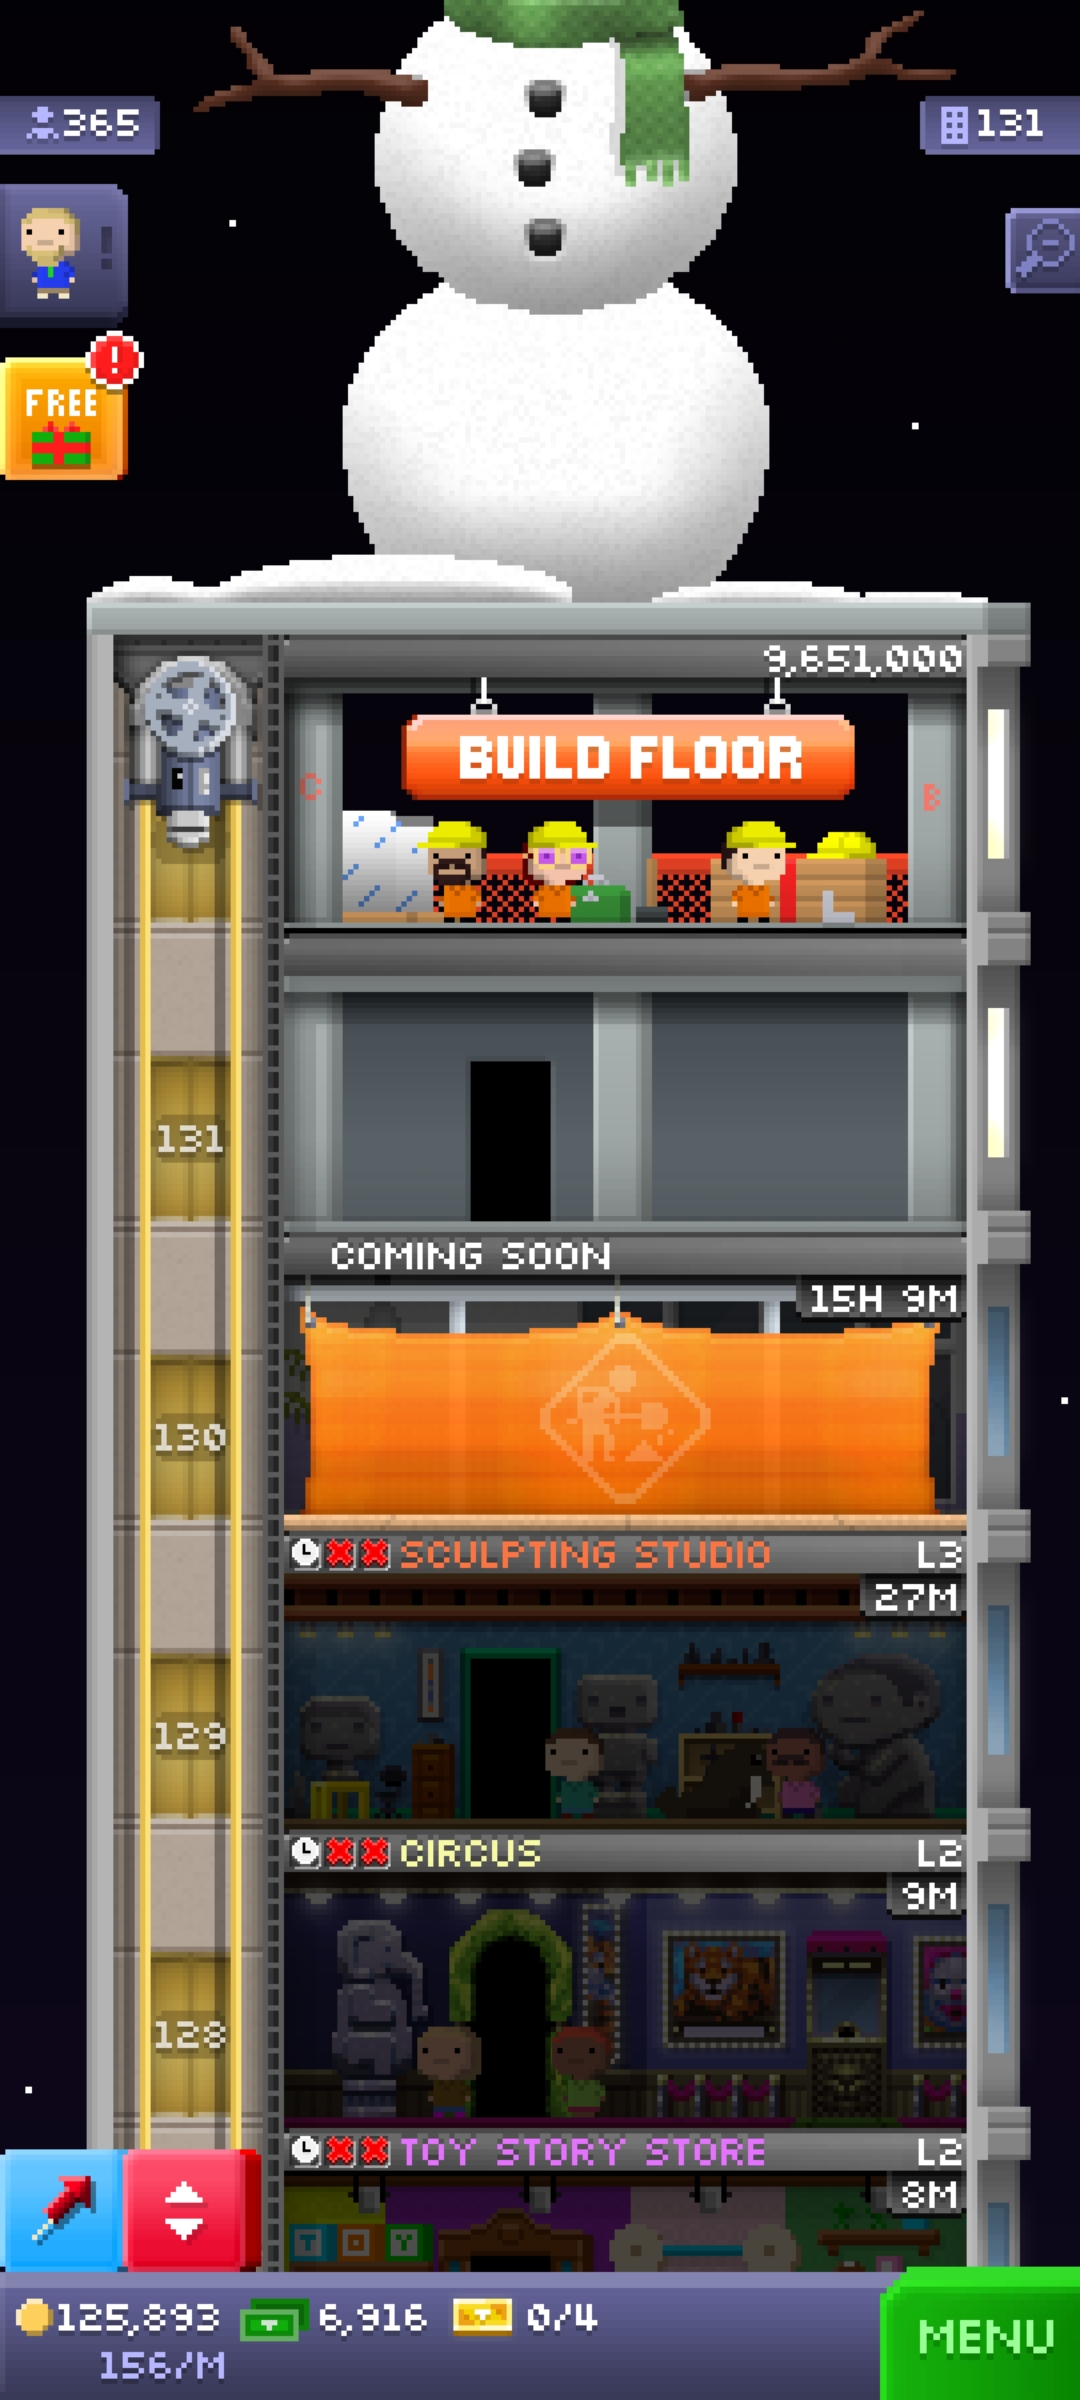 365
131
!
!
FREE
9,651,000
BUILD FLOOR
C
B
L
131
COMING SOON
15H 9M
130
SCULPTING STUDIO L3
27M
129
CIRCUS L2
9M
128
TOY STORY STORE L2
8M
T O Y
125,893 6,916 0/4
156/M
MENU